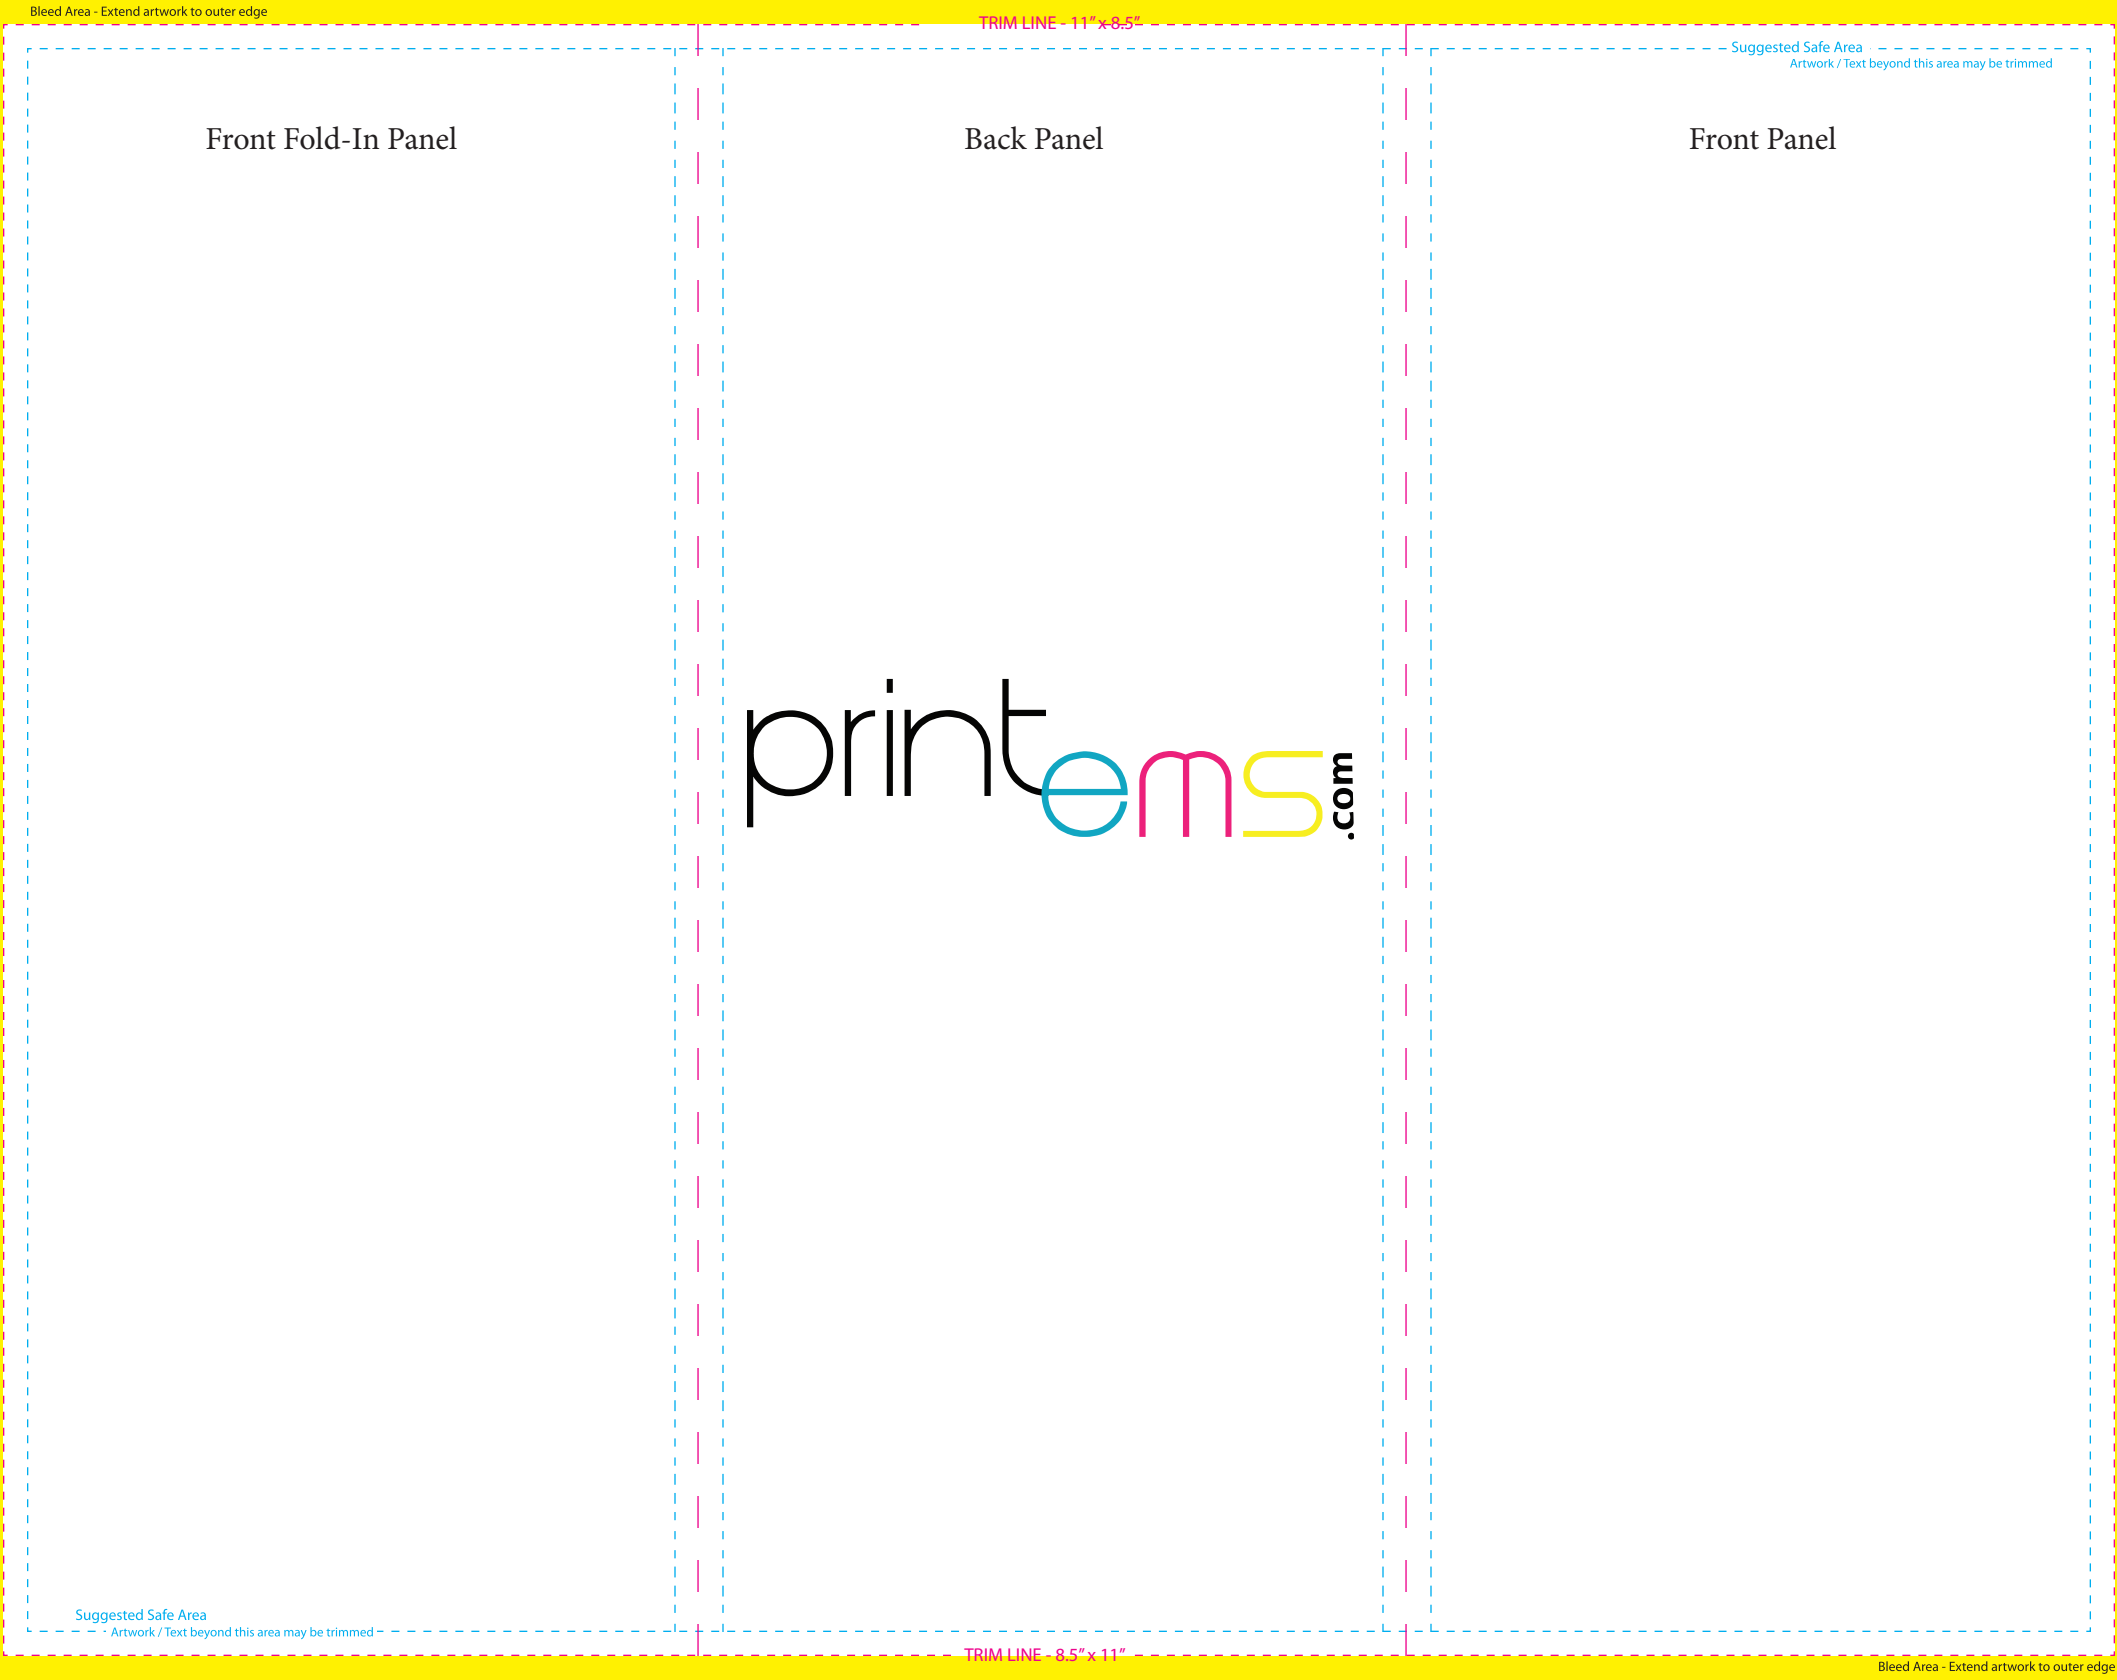 Bleed Area - Extend artwork to outer edge
TRIM LINE - 11” x 8.5”
Suggested Safe Area
Artwork / Text beyond this area may be trimmed
Front Fold-In Panel
Back Panel
Front Panel
printems.com
Suggested Safe Area
Artwork / Text beyond this area may be trimmed
TRIM LINE - 8.5” x 11”
Bleed Area - Extend artwork to outer edge